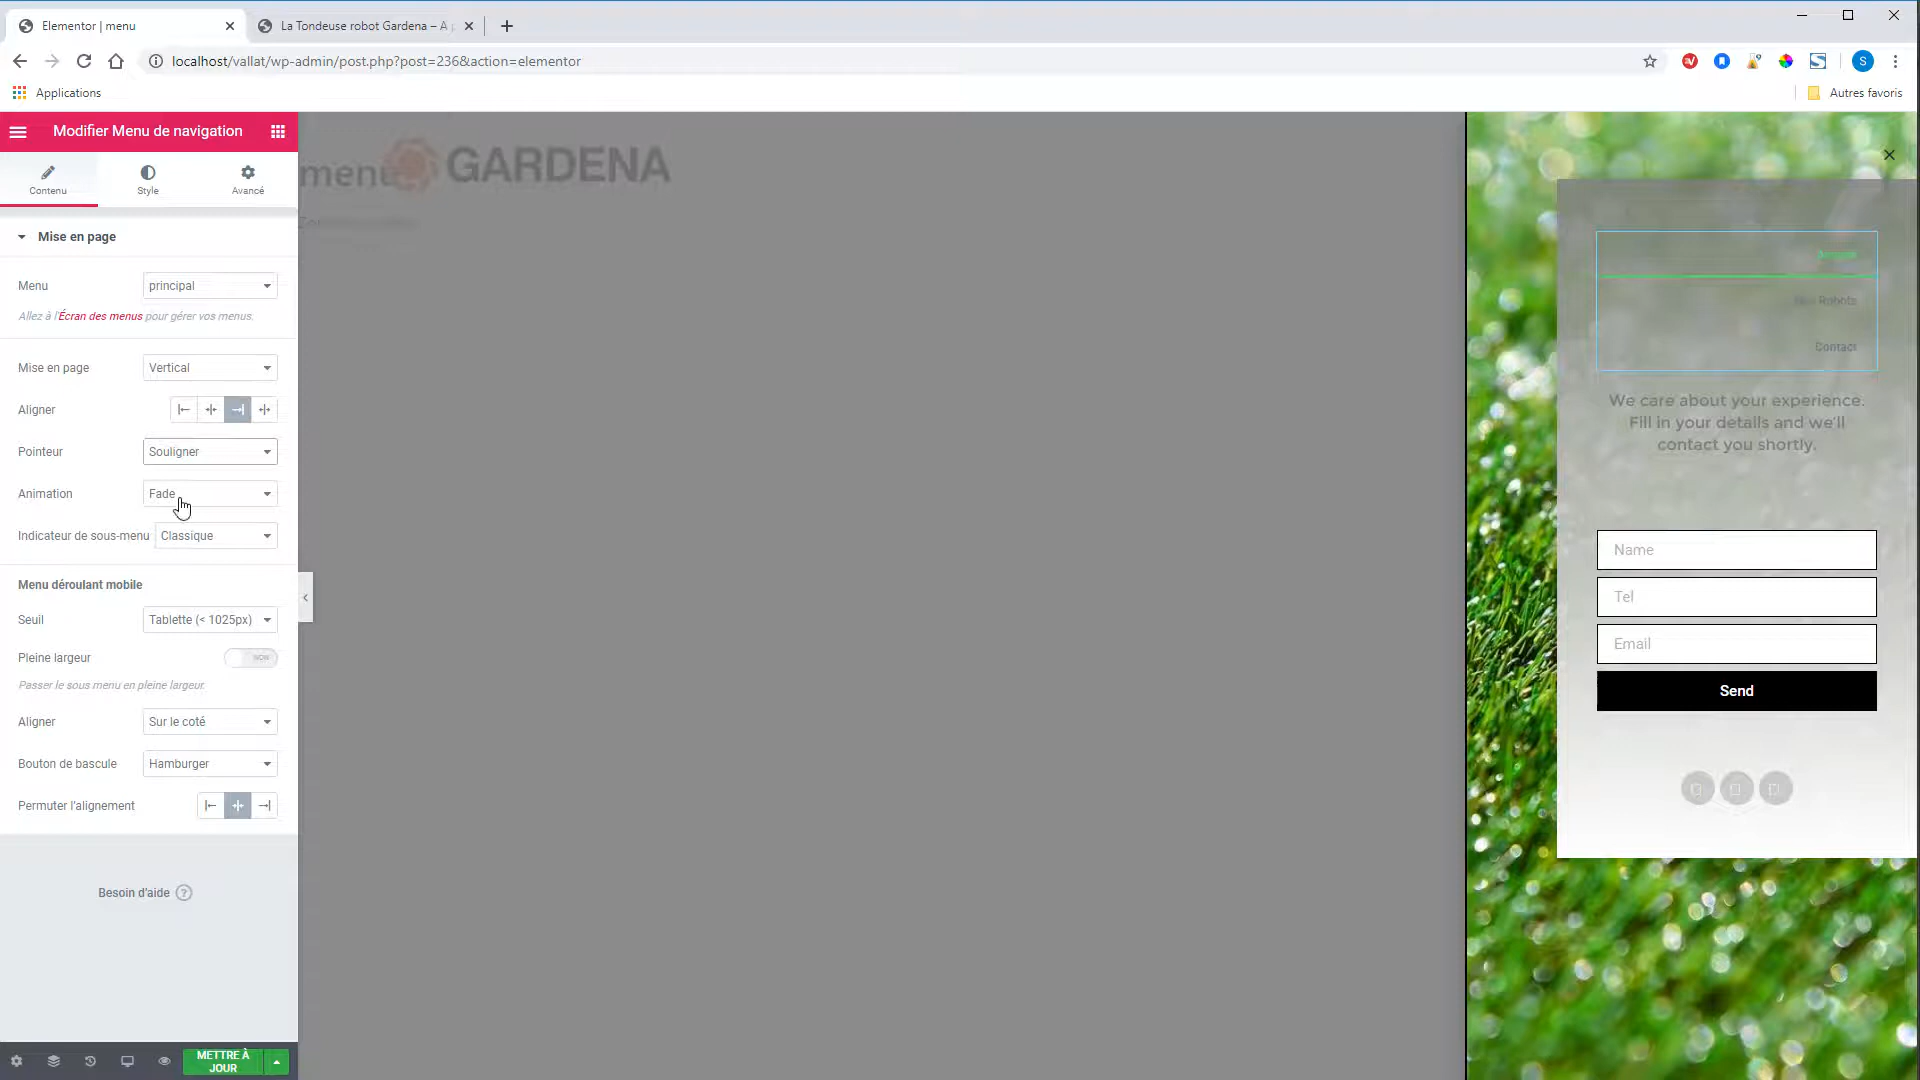 Elementor | menu
La Tondeuse robot Gardena – A p
localhost/vallat/wp-admin/post.php?post=236&action=elementor
S
Applications
Autres favoris
Modifier Menu de navigation
Contenu
Style
Avancé
Mise en page
Menu
principal
Allez à l'Écran des menus pour gérer vos menus.
Mise en page
Vertical
Aligner
Pointeur
Souligner
Animation
Fade
Indicateur de sous-menu
Classique
Menu déroulant mobile
Seuil
Tablette (< 1025px)
Pleine largeur
NON
Passer le sous menu en pleine largeur.
Aligner
Sur le coté
Bouton de bascule
Hamburger
Permuter l'alignement
Besoin d'aide
?
METTRE À
JOUR
menu
GARDENA
Robots
Contact
We care about your experience.
Fill in your details and we'll
contact you shortly.
Name
Tel
Email
Send